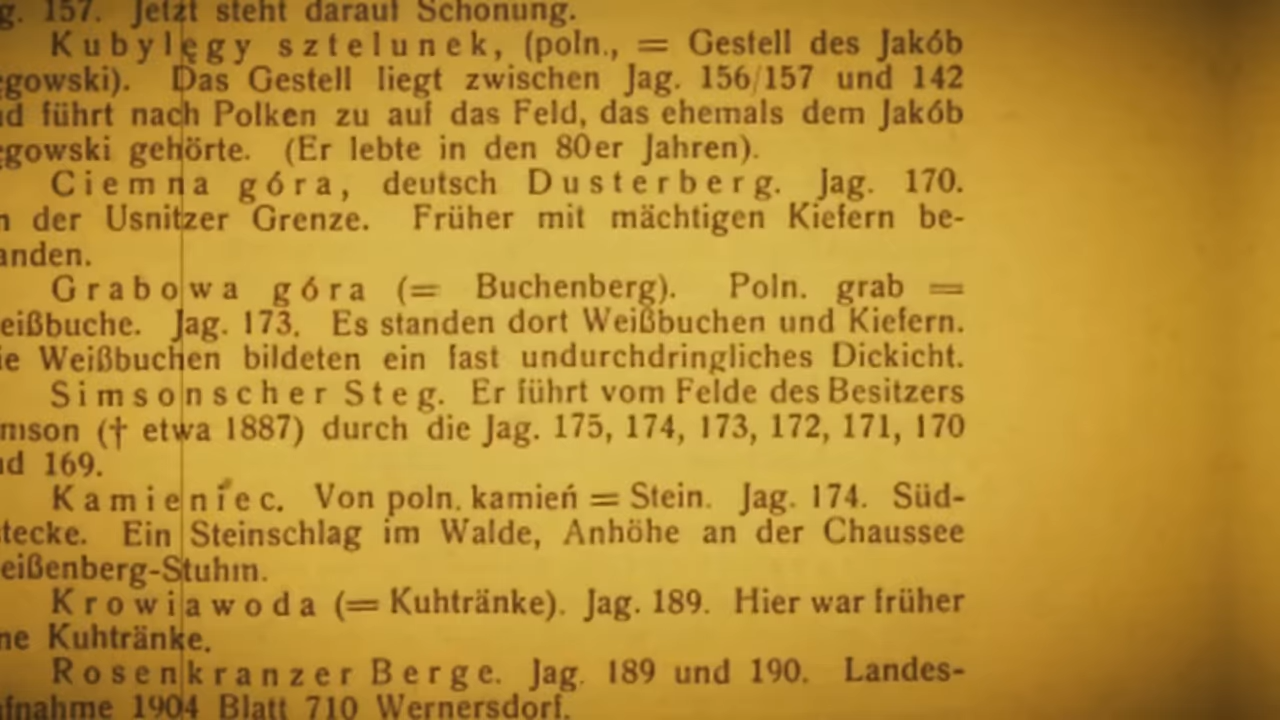 g. 157. Jetzt steht darauf Schonung.
Kubylęgy sztelunek, (poln., = Gestell des Jakób
gowski). Das Gestell liegt zwischen Jag. 156/157 und 142
d führt nach Polken zu auf das Feld, das ehemals dem Jakób
gowski gehörte. (Er lebte in den 80er Jahren).
Ciemna góra, deutsch Dusterberg. Jag. 170.
n der Usnitzer Grenze. Früher mit mächtigen Kiefern be-
anden.
Grabowa góra (= Buchenberg). Poln. grab =
eißbuche. Jag. 173. Es standen dort Weißbuchen und Kiefern.
ie Weißbuchen bildeten ein fast undurchdringliches Dickicht.
Simsonscher Steg. Er führt vom Felde des Besitzers
mson († etwa 1887) durch die Jag. 175, 174, 173, 172, 171, 170
d 169.
Kamieniec. Von poln. kamień = Stein. Jag. 174. Süd-
tecke. Ein Steinschlag im Walde, Anhöhe an der Chaussee
eißenberg-Stuhm.
Krowiawoda (= Kuhtränke). Jag. 189. Hier war früher
ne Kuhtränke.
Rosenkranzer Berge. Jag. 189 und 190. Landes-
fnahme 1904 Blatt 710 Wernersdorf.